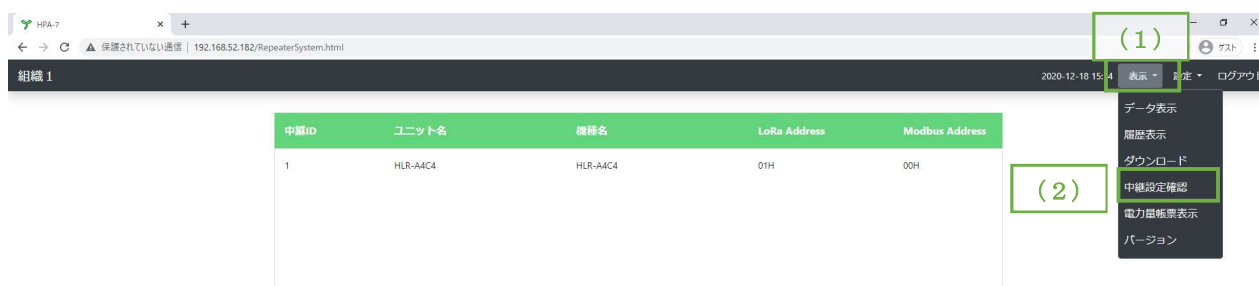 HPA-7
保護されていない通信 | 192.168.52.182/RepeaterSystem.html
ゲスト
(1)
組織 1
2020-12-18 15: 4 表示 設定 ログアウト
データ表示
履歴表示
ダウンロード
中継設定確認
電力量帳票表示
バージョン
(2)
中継ID ユニット名 機種名 LoRa Address Modbus Address
1 HLR-A4C4 HLR-A4C4 01H 00H